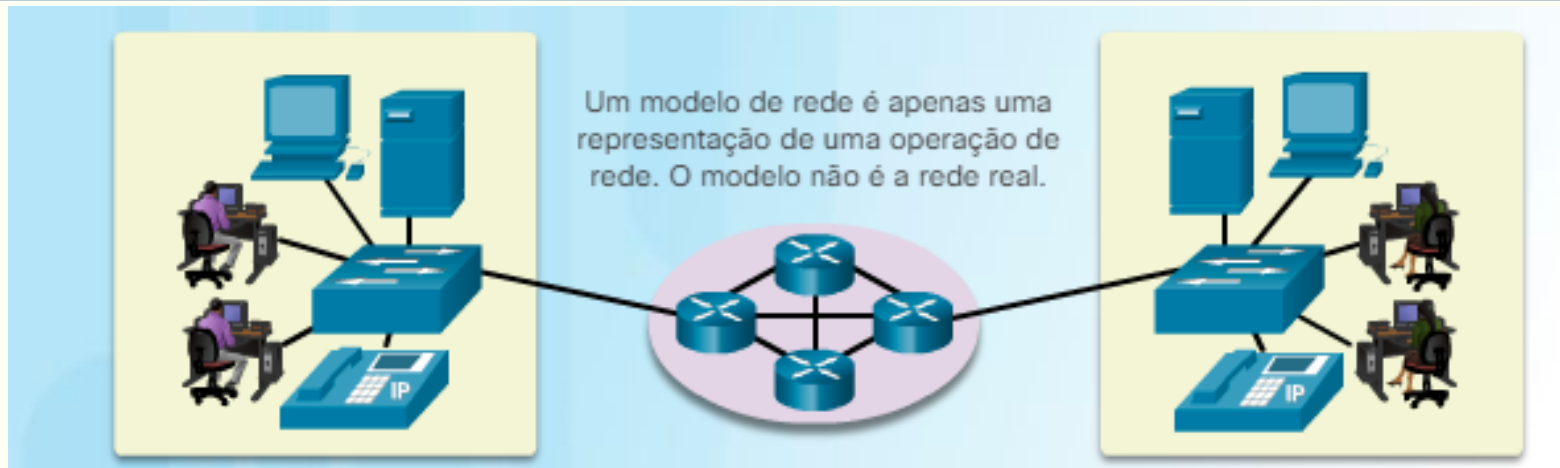 Um modelo de rede é apenas uma
representação de uma operação de
rede. O modelo não é a rede real.
IP
IP